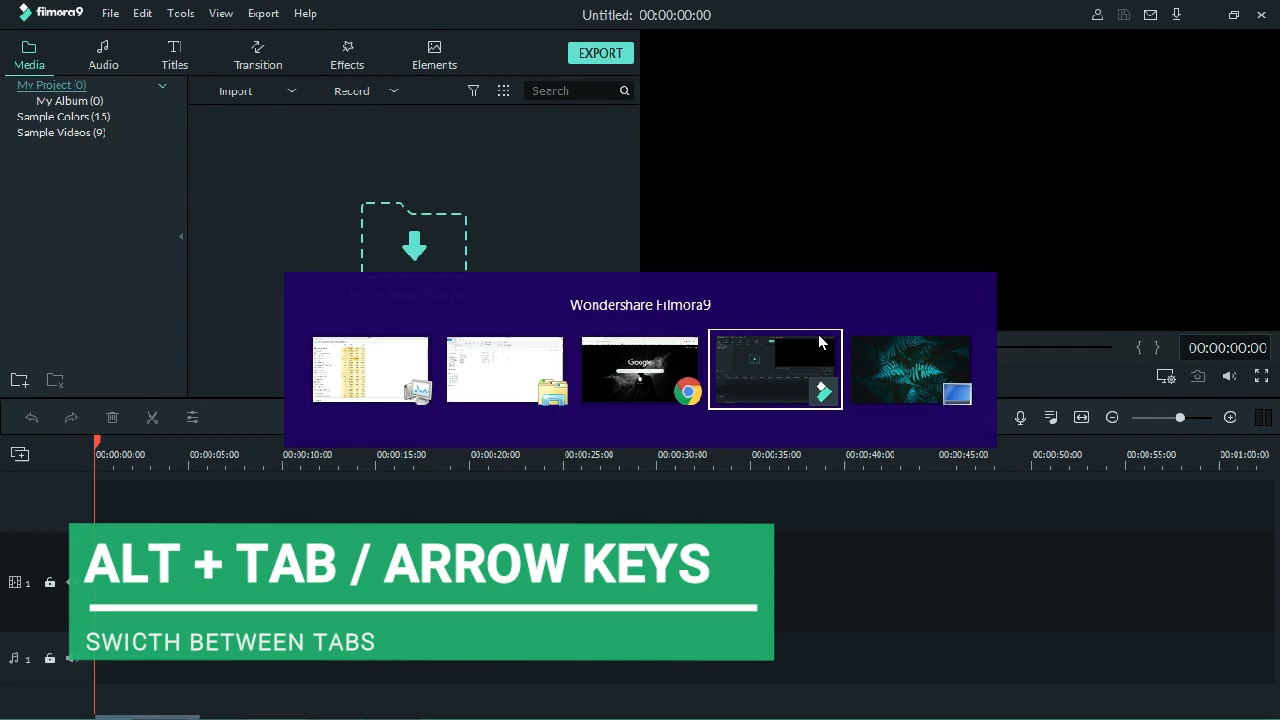 filmora9 File Edit Tools View Export Help Untitled: 00:00:00:00
Media Audio Titles Transition Effects Elements EXPORT
My Project (0) Import Record Search
My Album (0)
Sample Colors (15)
Sample Videos (9)
Wondershare Filmora9
Google
00:00:00:00
00:00:00:00 00:00:05:00 00:00:10:00 00:00:15:00 00:00:20:00 00:00:25:00 00:00:30:00 00:00:35:00 00:00:40:00 00:00:45:00 00:00:50:00 00:00:55:00 00:01:00:00
ALT + TAB / ARROW KEYS
1
SWICTH BETWEEN TABS
1